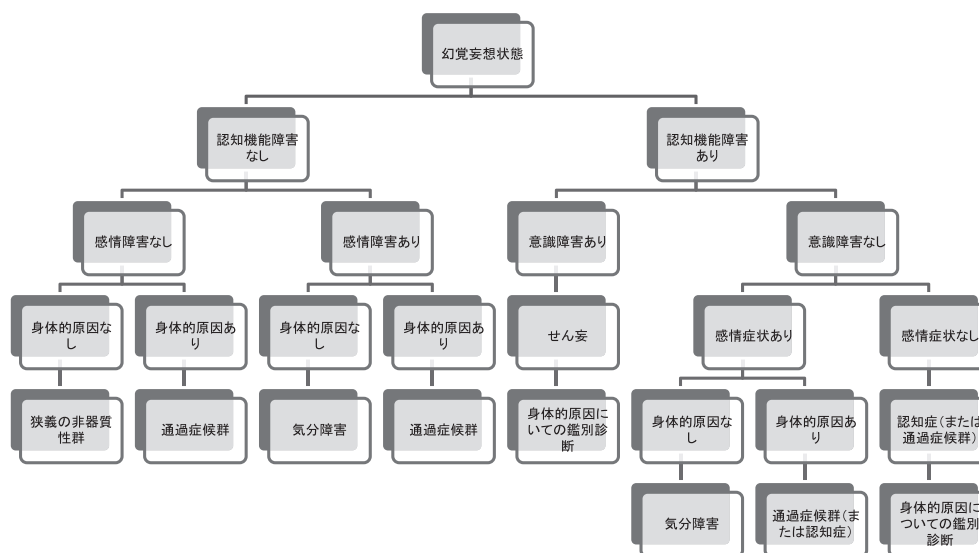 幻覚妄想状態
認知機能障害
なし
認知機能障害
あり
感情障害なし
感情障害あり
意識障害あり
意識障害なし
身体的原因な
し
身体的原因あ
り
身体的原因な
し
身体的原因あ
り
せん妄
感情症状あり
感情症状なし
狭義の非器質
性群
通過症候群
気分障害
通過症候群
身体的原因に
いての鑑別診
断
身体的原因な
し
身体的原因あ
り
認知症(または
通過症候群)
気分障害
通過症候群(ま
たは認知症)
身体的原因に
ついての鑑別
診断